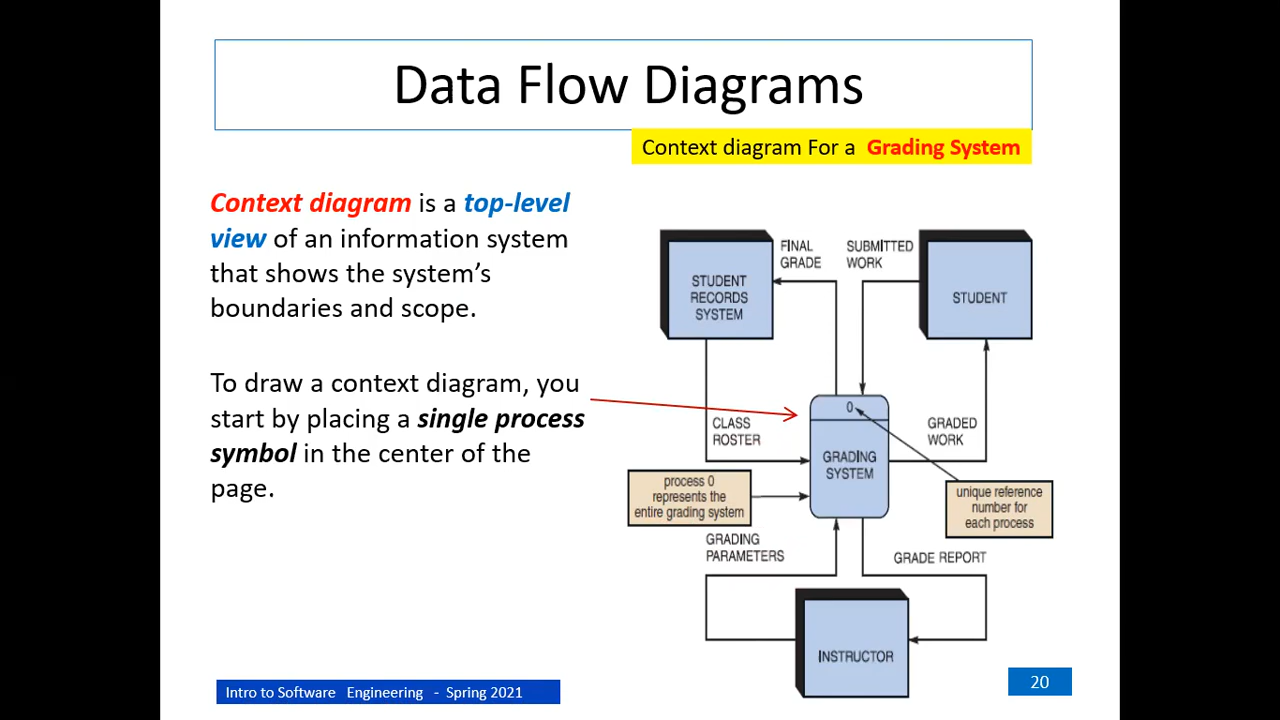 Data Flow Diagrams
Context diagram For a Grading System
Context diagram is a top-level
view of an information system
that shows the system’s
boundaries and scope.
To draw a context diagram, you
start by placing a single process
symbol in the center of the
page.
FINAL
GRADE
SUBMITTED
WORK
STUDENT
RECORDS
SYSTEM
STUDENT
0
CLASS
ROSTER
GRADED
WORK
GRADING
SYSTEM
process 0
represents the
entire grading system
unique reference
number for
each process
GRADING
PARAMETERS
GRADE REPORT
INSTRUCTOR
Intro to Software Engineering - Spring 2021
20